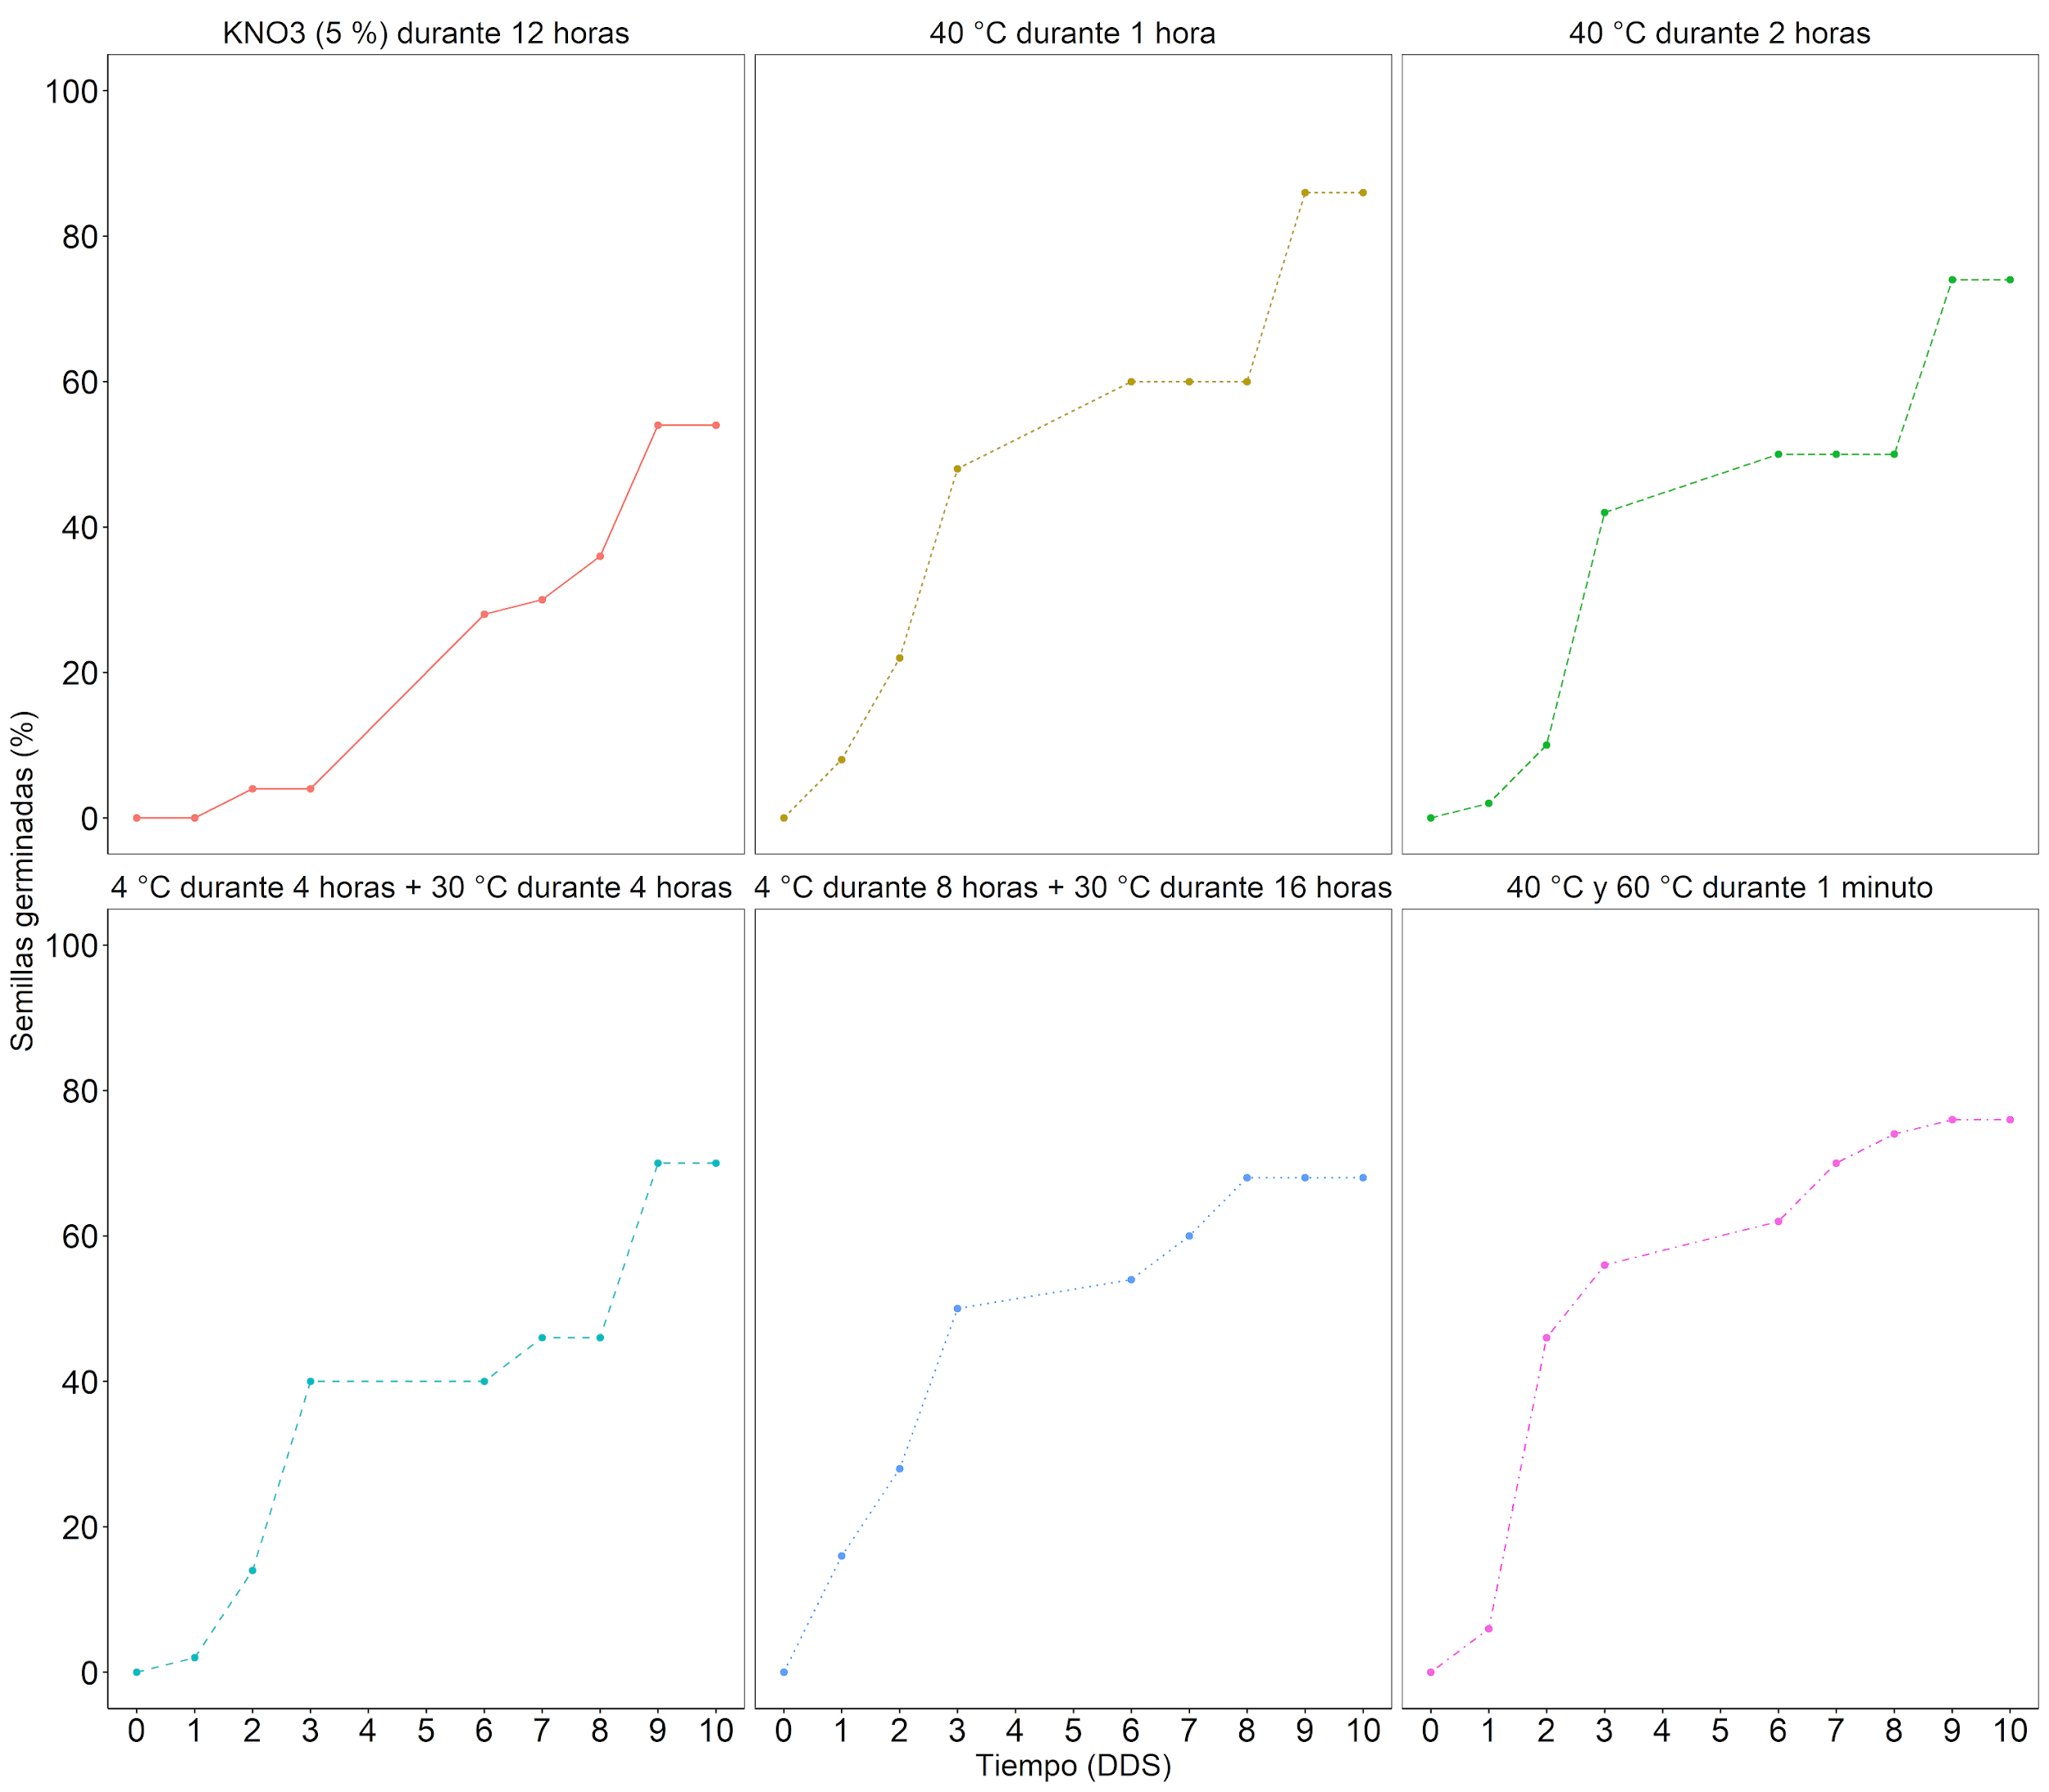 KNO3 (5 %) durante 12 horas
40 °C durante 1 hora
40 °C durante 2 horas
100
80
60
40
20
0
Semillas germinadas (%)
4 °C durante 4 horas + 30 °C durante 4 horas
4 °C durante 8 horas + 30 °C durante 16 horas
40 °C y 60 °C durante 1 minuto
100
80
60
40
20
0
0 1 2 3 4 5 6 7 8 9 10
0 1 2 3 4 5 6 7 8 9 10
0 1 2 3 4 5 6 7 8 9 10
Tiempo (DDS)